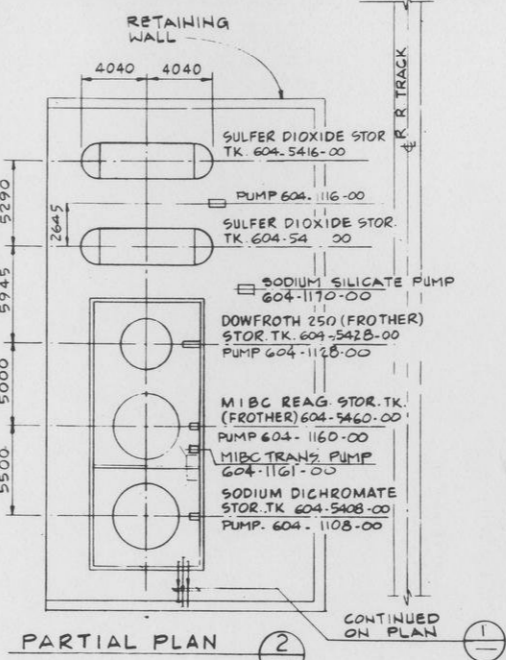 RETAINING
WALL
4040 4040
R R TRACK
℄
SULFER DIOXIDE STOR
TK. 604-5416-00
5290
PUMP 604-116-00
2645
SULFER DIOXIDE STOR.
TK. 604-54 00
5945
SODIUM SILICATE PUMP
604-1170-00
DOWFROTH 250 (FROTHER)
STOR. TK. 604-5428-00
PUMP 604-1128-00
5000
MIBC REAG. STOR. TK.
(FROTHER) 604-5460-00
PUMP 604-1160-00
MIBC TRANS. PUMP
604-1161-00
5500
SODIUM DICHROMATE
STOR. TK 604-5408-00
PUMP. 604-1108-00
CONTINUED
ON PLAN
1
PARTIAL PLAN 2